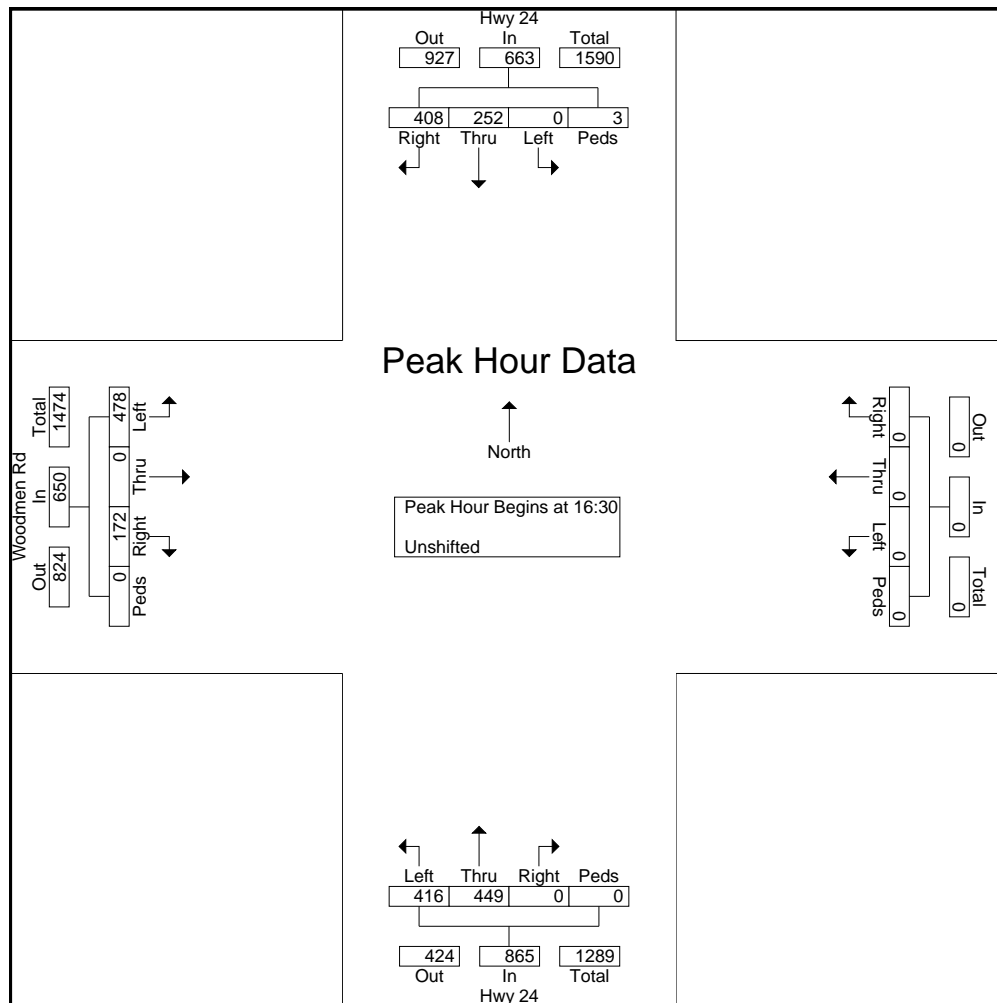 Hwy 24
Out In Total
927 663 1590
408 252 0 3
Right Thru Left Peds
Peak Hour Data
North
Peak Hour Begins at 16:30
Unshifted
Woodmen Rd
Total In Out
1474 650 824
478 0 172 0
Left Thru Right Peds
Out In Total
0 0 0
Right Thru Left Peds
0 0 0 0
Left Thru Right Peds
416 449 0 0
424 865 1289
Out In Total
Hwy 24